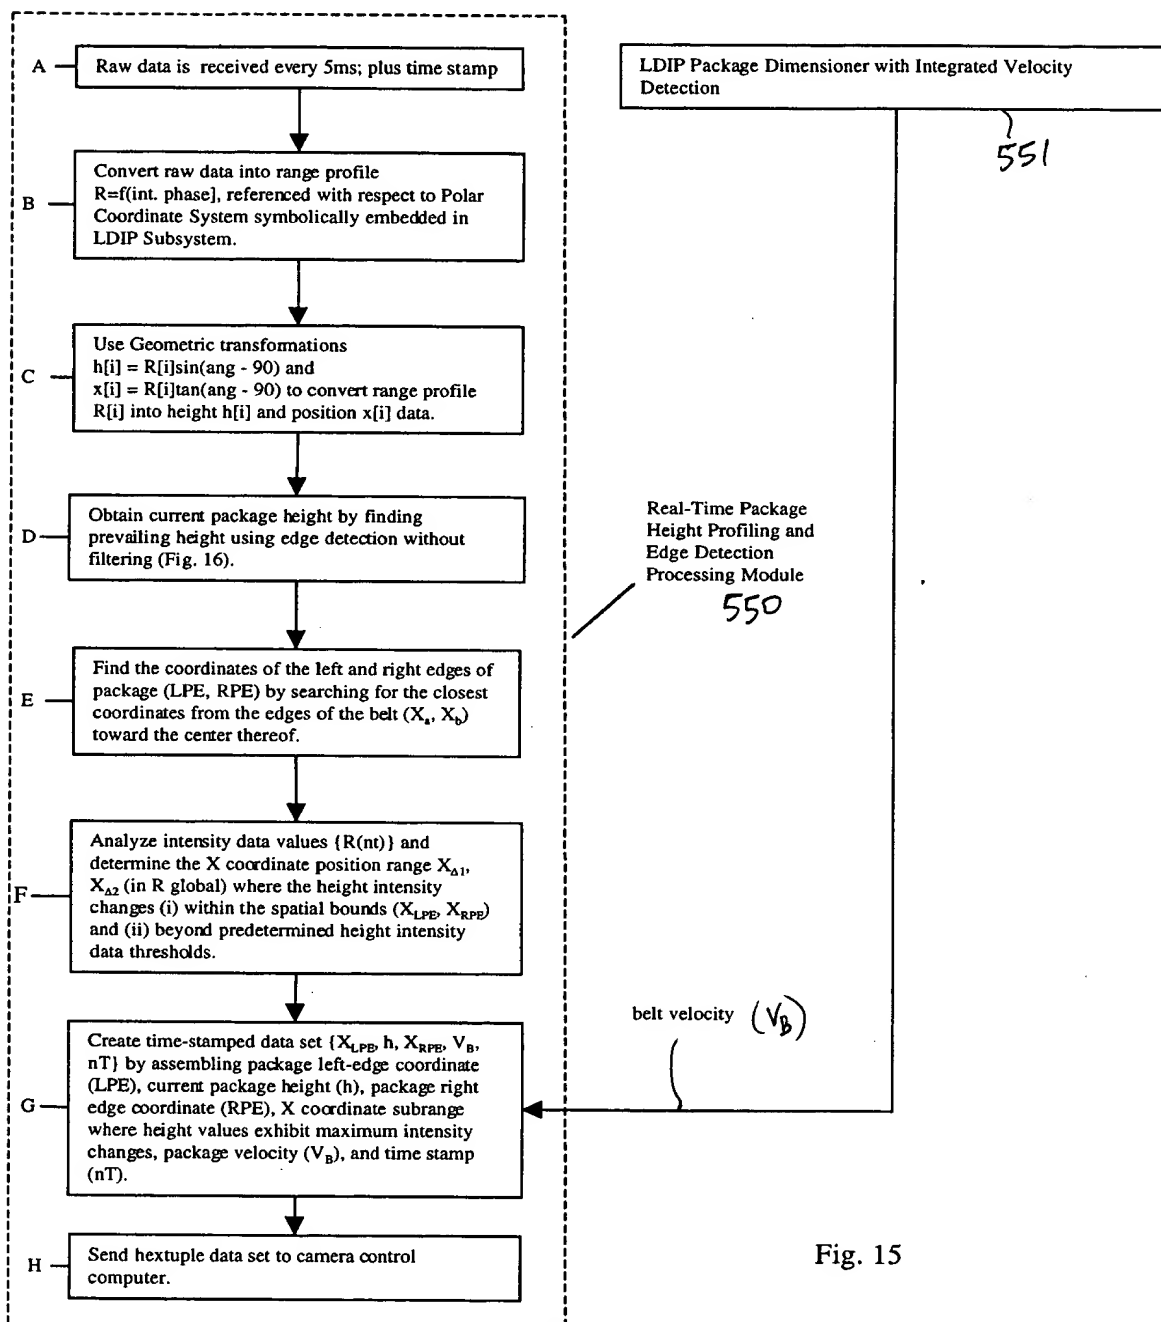 A
Raw data is received every 5ms; plus time stamp
B
Convert raw data into range profile
R=f(int. phase], referenced with respect to Polar
Coordinate System symbolically embedded in
LDIP Subsystem.
C
Use Geometric transformations
h[i] = R[i]sin(ang - 90) and
x[i] = R[i]tan(ang - 90) to convert range profile
R[i] into height h[i] and position x[i] data.
D
Obtain current package height by finding
prevailing height using edge detection without
filtering (Fig. 16).
E
Find the coordinates of the left and right edges of
package (LPE, RPE) by searching for the closest
coordinates from the edges of the belt (Xa, Xb)
toward the center thereof.
F
Analyze intensity data values {R(nt)} and
determine the X coordinate position range XΔ1,
XΔ2 (in R global) where the height intensity
changes (i) within the spatial bounds (XLPE, XRPE)
and (ii) beyond predetermined height intensity
data thresholds.
G
Create time-stamped data set {XLPE, h, XRPE, VB,
nT} by assembling package left-edge coordinate
(LPE), current package height (h), package right
edge coordinate (RPE), X coordinate subrange
where height values exhibit maximum intensity
changes, package velocity (VB), and time stamp
(nT).
H
Send hextuple data set to camera control
computer.
LDIP Package Dimensioner with Integrated Velocity
Detection
551
Real-Time Package
Height Profiling and
Edge Detection
Processing Module
550
belt velocity (VB)
Fig. 15